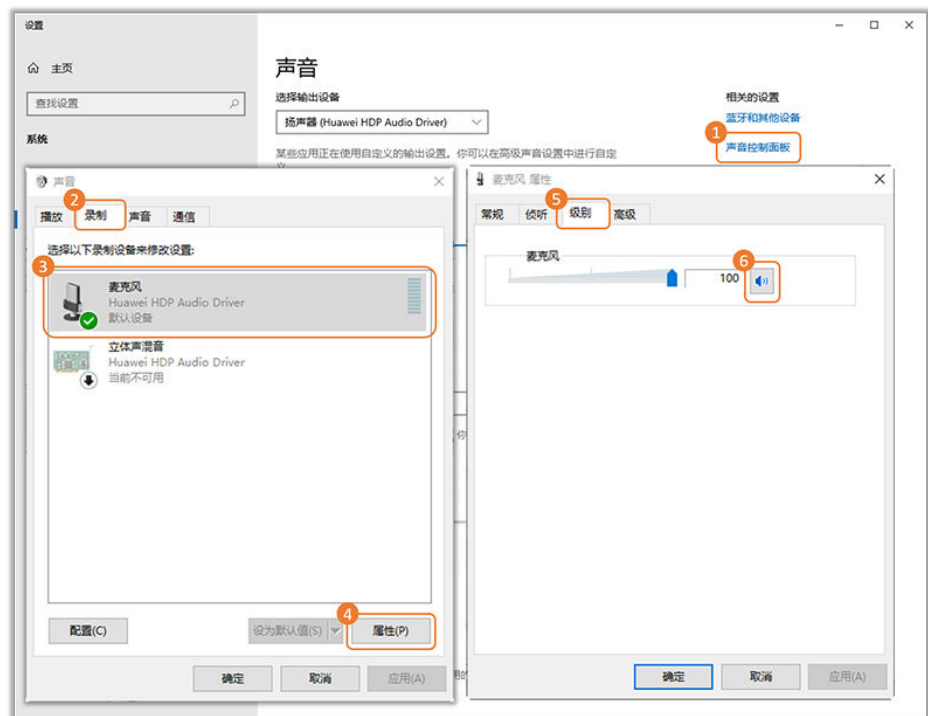 设置
主页
查找设置
系统
声音
选择输出设备
扬声器 (Huawei HDP Audio Driver)
某些应用正在使用自定义的输出设置。你可以在高级声音设置中进行自定
相关的设置
蓝牙和其他设备
1
声音控制面板
声音
2
播放 录制 声音 通信
选择以下录制设备来修改设置:
3
麦克风
Huawei HDP Audio Driver
默认设备
立体声混音
Huawei HDP Audio Driver
当前不可用
4
配置(C) 设为默认值(S) 属性(P)
确定 取消 应用(A)
麦克风 属性
5
常规 侦听 级别 高级
麦克风
6
100
确定 取消 应用(A)